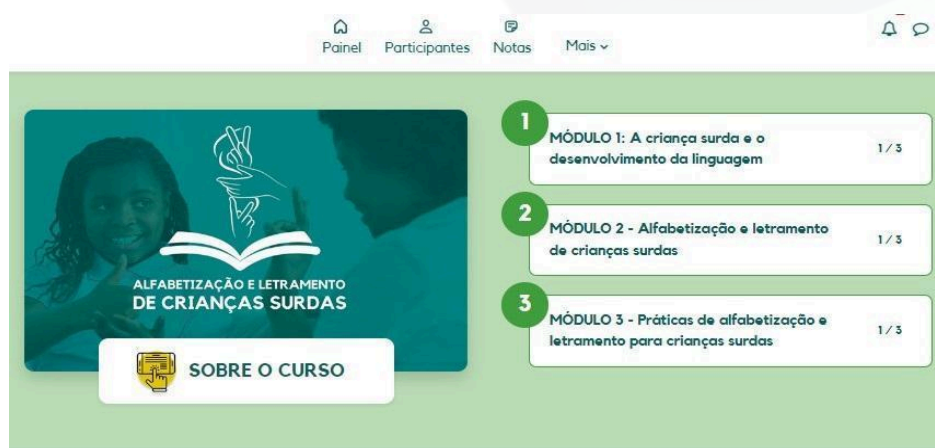 Painel Participantes Notas Mais
ALFABETIZAÇÃO E LETRAMENTO
DE CRIANÇAS SURDAS
SOBRE O CURSO
1
MÓDULO 1: A criança surda e o
desenvolvimento da linguagem
1 / 3
2
MÓDULO 2 - Alfabetização e letramento
de crianças surdas
1 / 3
3
MÓDULO 3 - Práticas de alfabetização e
letramento para crianças surdas
1 / 3